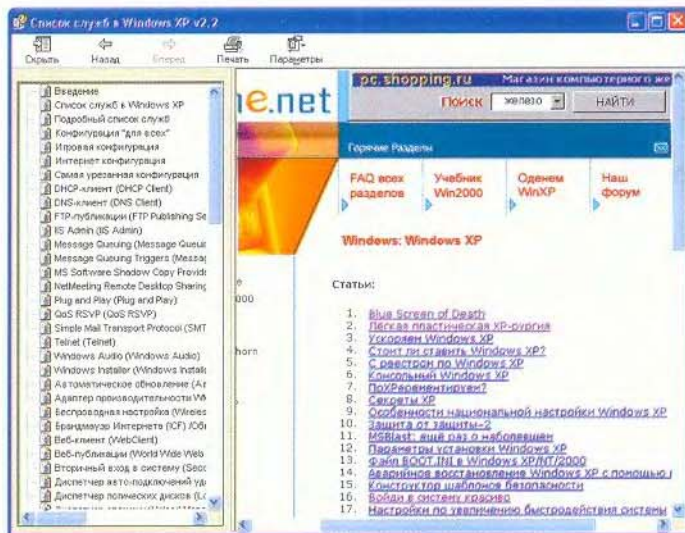 Список служб в Windows XP v2.2
Скрыть Назад Вперед Печать Параметры
Введение
Список служб в Windows XP
Подробный список служб
Конфигурация "для всех"
Игровая конфигурация
Интернет конфигурация
Самая урезанная конфигурация
DHCP-клиент (DHCP Client)
DNS-клиент (DNS Client)
FTP-публикации (FTP Publishing Se
IIS Admin (IIS Admin)
Message Queuing (Message Queui
Message Queuing Triggers (Messag
MS Software Shadow Copy Provide
NetMeeting Remote Desktop Sharing
Plug and Play (Plug and Play)
QoS RSVP (QoS RSVP)
Simple Mail Transport Protocol (SMT
Telnet (Telnet)
Windows Audio (Windows Audio)
Windows Installer (Windows Installe
Автоматическое обновление (Au
Адаптер производительности WM
Беспроводная настройка (Wireles
Брандмауэр Интернета (ICF) /Общ
Веб-клиент (WebClient)
Веб-публикации (World Wide Web
Вторичный вход в систему (Seco
Диспетчер авто-подключений уда
Диспетчер логических дисков (Lo
e.net
pc.shopping.ru Магазин компьютерного же
Поиск железо НАЙТИ
Горячие Разделы
FAQ всех разделов
Учебник Win2000
Оденем WinXP
Наш форум
Windows: Windows XP
Статьи:
1. Blue Screen of Death
2. Лёгкая пластическая XP-рургия
3. Ускоряем Windows XP
4. Стоит ли ставить Windows XP?
5. С реестром по Windows XP
6. Консольный Windows XP
7. ПоXPереентируем?
8. Секреты XP
9. Особенности национальной настройки Windows XP
10. Защита от защиты-2
11. MSBlast: ещё раз о наболевшем
12. Параметры установки Windows XP
13. Файл BOOT.INI в Windows XP/NT/2000
14. Аварийное восстановление Windows XP с помощью
15. Конструктор шаблонов безопасности
16. Войди в систему красиво
17. Настройки по увеличению быстродействия системы
000
horn